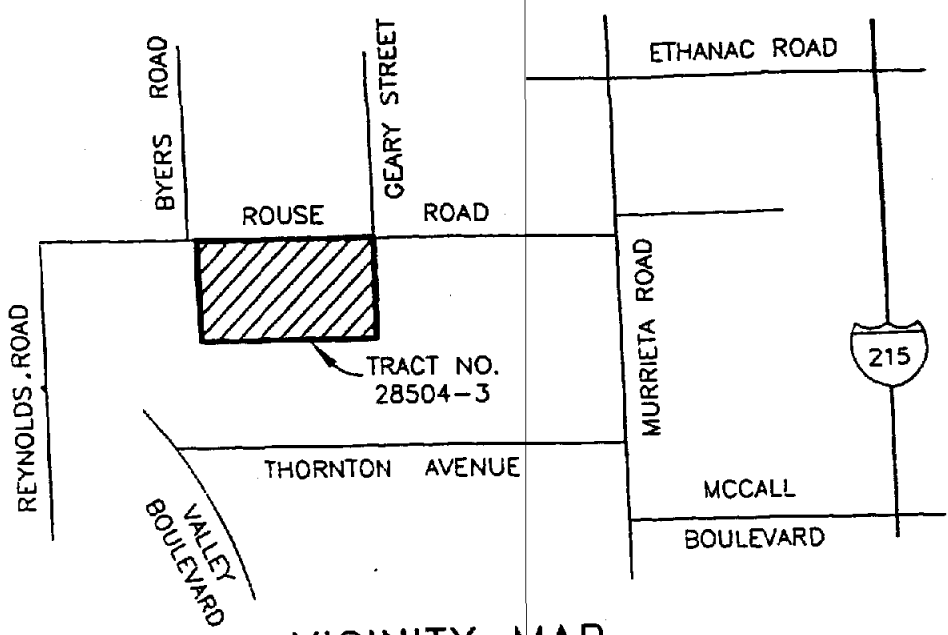 ETHANAC ROAD
BYERS ROAD
GEARY STREET
ROUSE ROAD
MURRIETA ROAD
215
REYNOLDS ROAD
TRACT NO.
28504-3
THORNTON AVENUE
MCCALL
BOULEVARD
VALLEY
BOULEVARD
VICINITY MAP